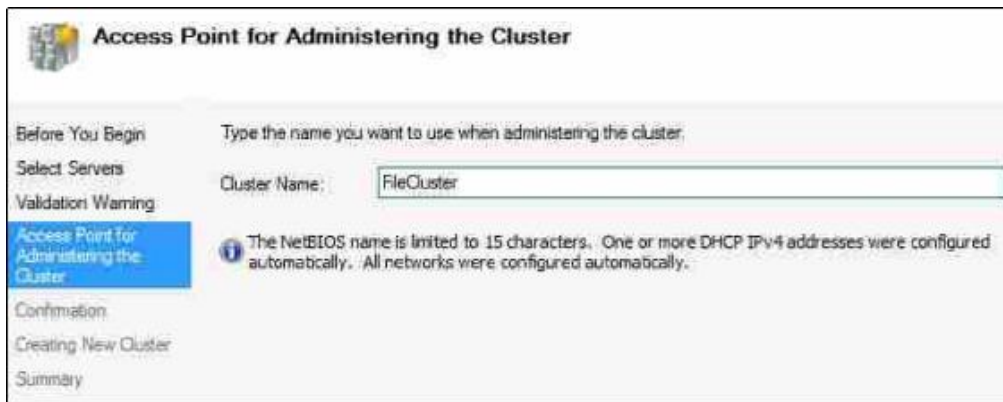 Access Point for Administering the Cluster
Before You Begin
Select Servers
Validation Warning
Access Point for
Administering the
Cluster
Confirmation
Creating New Cluster
Summary
Type the name you want to use when administering the cluster.
Cluster Name:
FileCluster
The NetBIOS name is limited to 15 characters. One or more DHCP IPv4 addresses were configured
automatically. All networks were configured automatically.